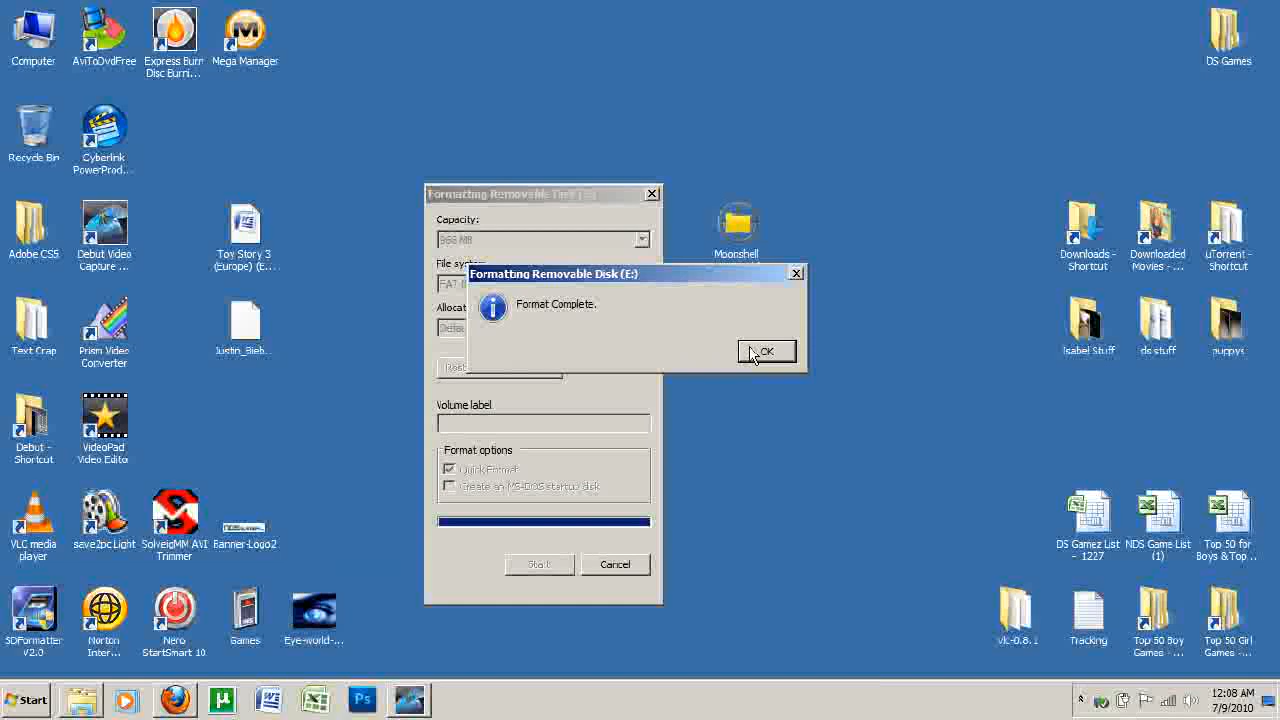 Computer
AviToDvdFree
Express Burn
Disc Burni...
Mega Manager
DS Games
Recycle Bin
Cyberlink
PowerProd...
Adobe CS5
Debut Video
Capture ...
Toy Story 3
(Europe) (E...
Moonshell
Downloads -
Shortcut
Downloaded
Movies - ...
uTorrent -
Shortcut
Text Crap
Prism Video
Converter
Justin_Bieb...
Isabel Stuff
ds stuff
puppys
Debut -
Shortcut
VideoPad
Video Editor
VLC media
player
save2pc Light
SolveigMM AVI
Trimmer
Banner-Logo2
DS Gamez List
- 1227
NDS Game List
(1)
Top 50 for
Boys & Top...
SDFormatter
V2.0
Norton
Inter...
Nero
StartSmart 10
Games
Eye-world-...
vlc-0.8.1
Tracking
Top 50 Boy
Games - ...
Top 50 Girl
Games - ...
Formatting Removable Disk (E:)
Capacity:
966 MB
File system
Volume label
Format options
Quick Format
Create an MS-DOS startup disk
Start
Cancel
Formatting Removable Disk (E:)
Format Complete.
OK
Start
Ps
12:08 AM
7/9/2010